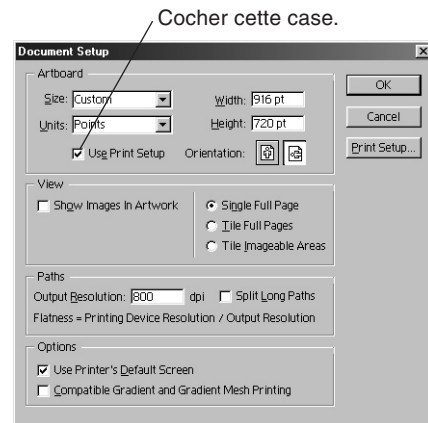 Cocher cette case.
Document Setup
Artboard
Size: Custom Width: 916 pt
Units: Points Height: 720 pt
Use Print Setup Orientation:
OK
Cancel
Print Setup...
View
Show Images In Artwork
Single Full Page
Tile Full Pages
Tile Imageable Areas
Paths
Output Resolution: 800 dpi Split Long Paths
Flatness = Printing Device Resolution / Output Resolution
Options
Use Printer's Default Screen
Compatible Gradient and Gradient Mesh Printing